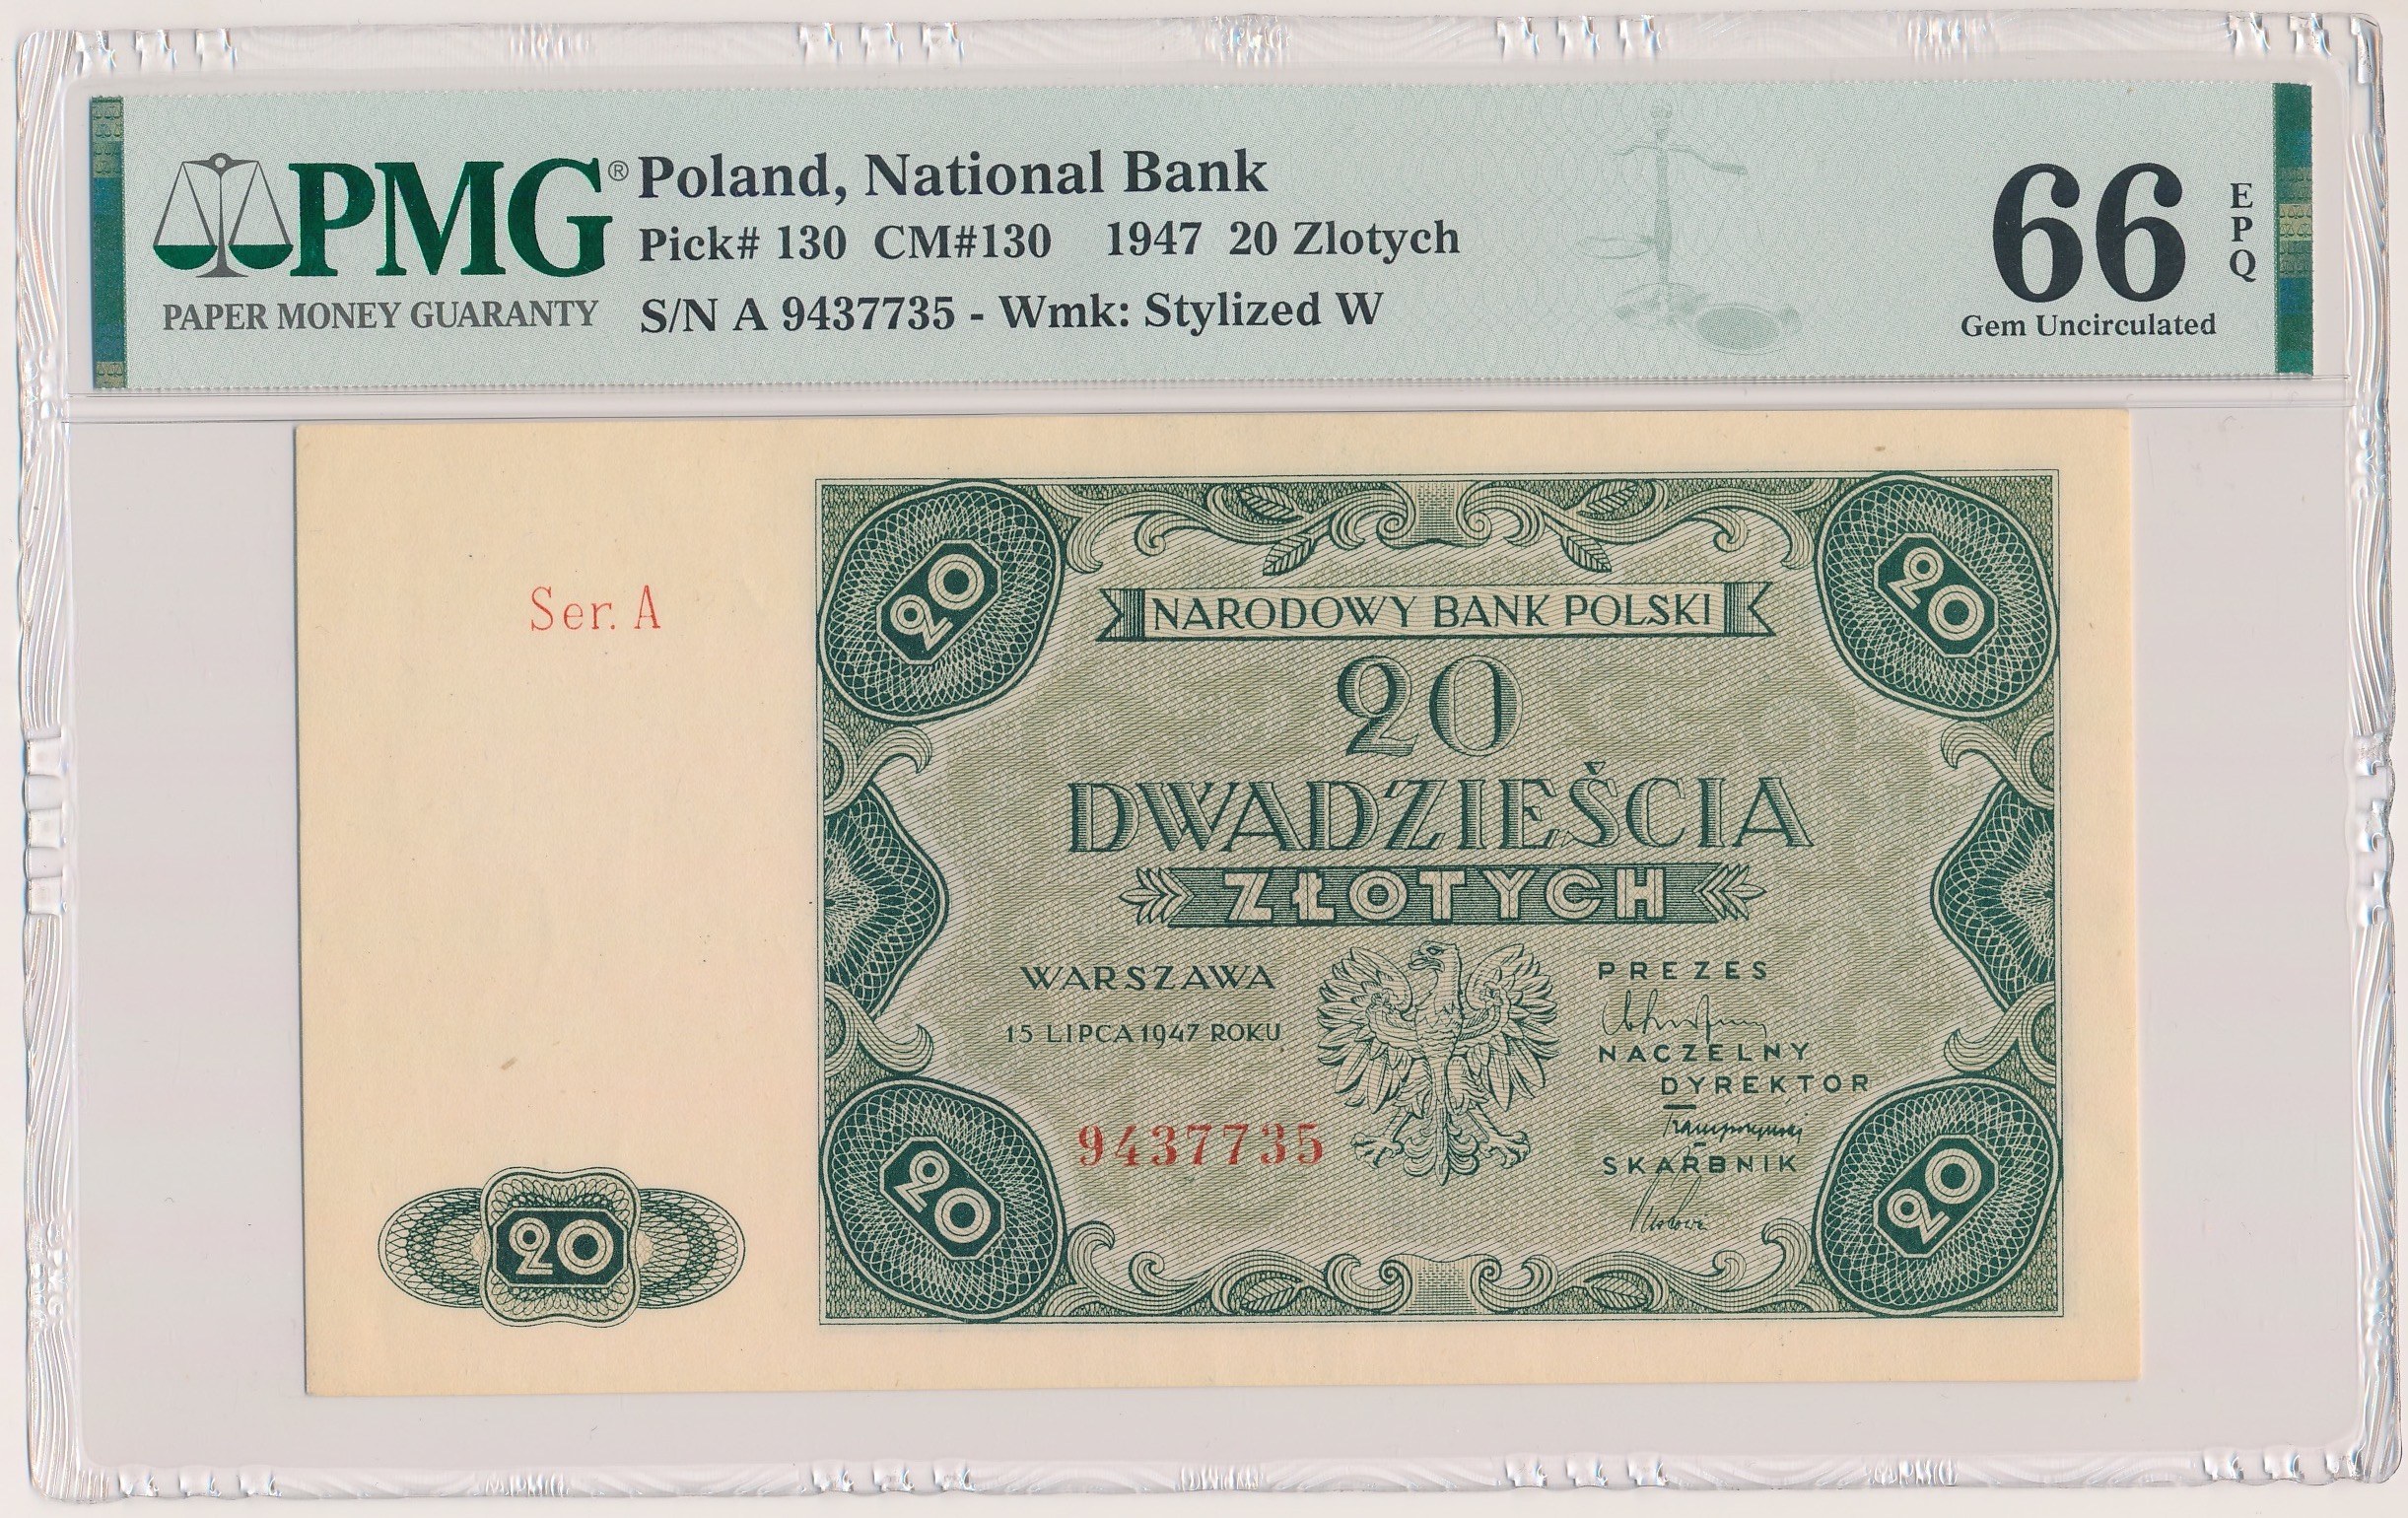 PMG®
PAPER MONEY GUARANTY
Poland, National Bank
Pick# 130 CM#130 1947 20 Zlotych
S/N A 9437735 - Wmk: Stylized W
66
EPQ
Gem Uncirculated
Ser. A
20
20
20
NARODOWY BANK POLSKI
20
DWADZIEŚCIA
ZŁOTYCH
WARSZAWA
15 LIPCA 1947 ROKU
9437735
PREZES
NACZELNY
DYREKTOR
SKARBNIK
20
20